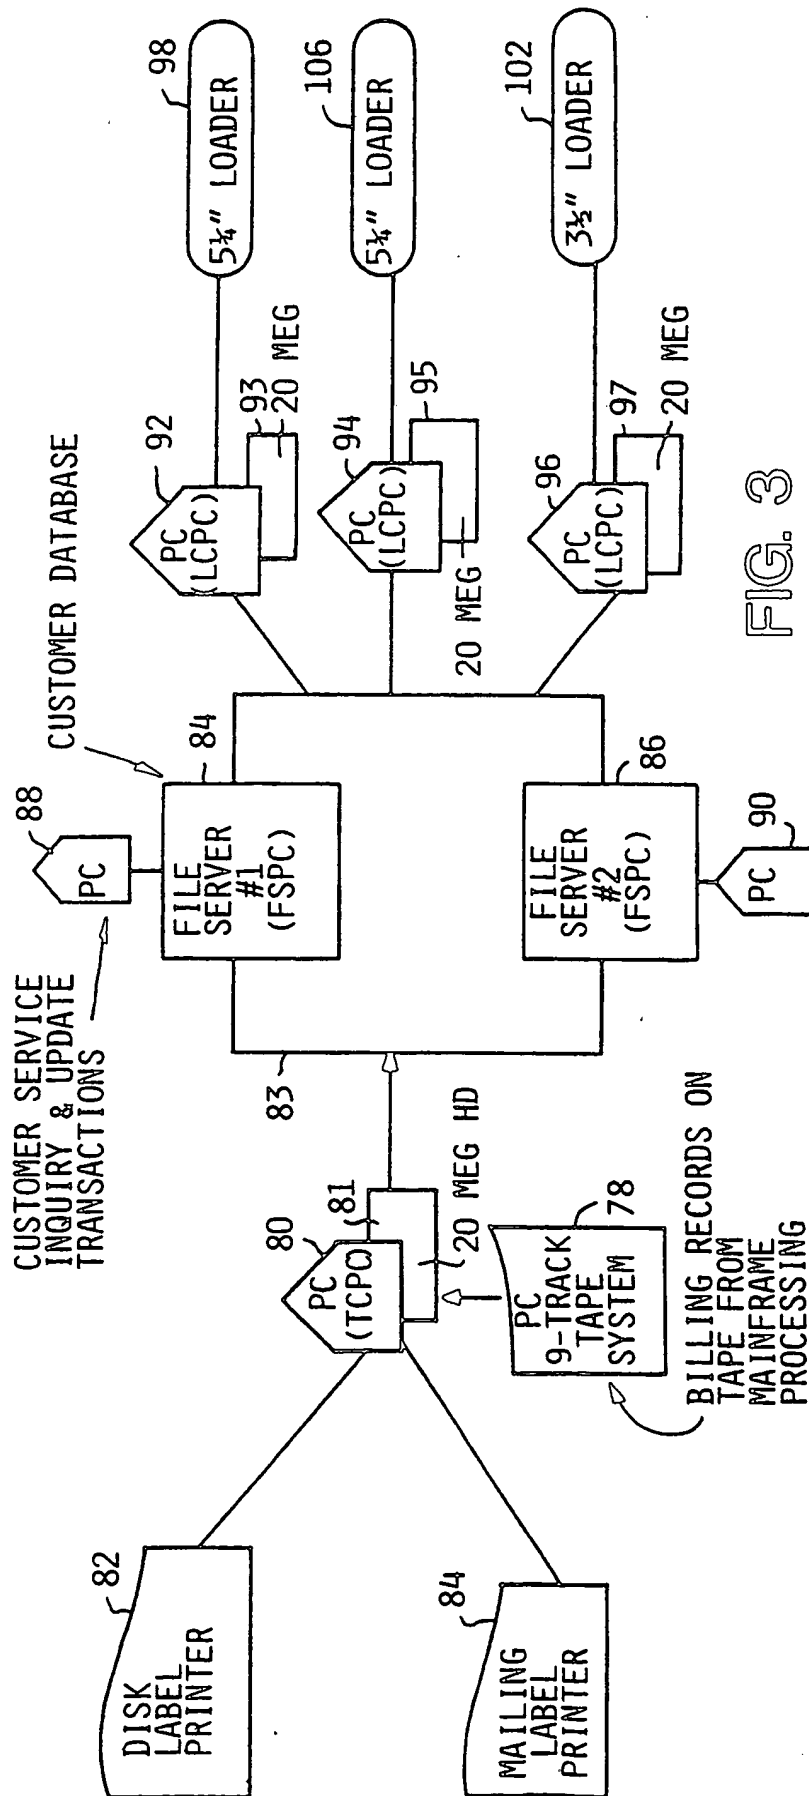 CUSTOMER SERVICE
INQUIRY & UPDATE
TRANSACTIONS
88
PC
CUSTOMER DATABASE
84
FILE
SERVER
#1
(FSPC)
92
PC
(LCPC)
93
20 MEG
98
5¼" LOADER
82
DISK
LABEL
PRINTER
80
PC
(TCPC)
81
20 MEG HD
83
94
PC
(LCPC)
95
20 MEG
106
5¼" LOADER
84
MAILING
LABEL
PRINTER
78
PC
9-TRACK
TAPE
SYSTEM
BILLING RECORDS ON
TAPE FROM
MAINFRAME
PROCESSING
86
FILE
SERVER
#2
(FSPC)
90
PC
96
PC
(LCPC)
97
20 MEG
102
3½" LOADER
FIG. 3